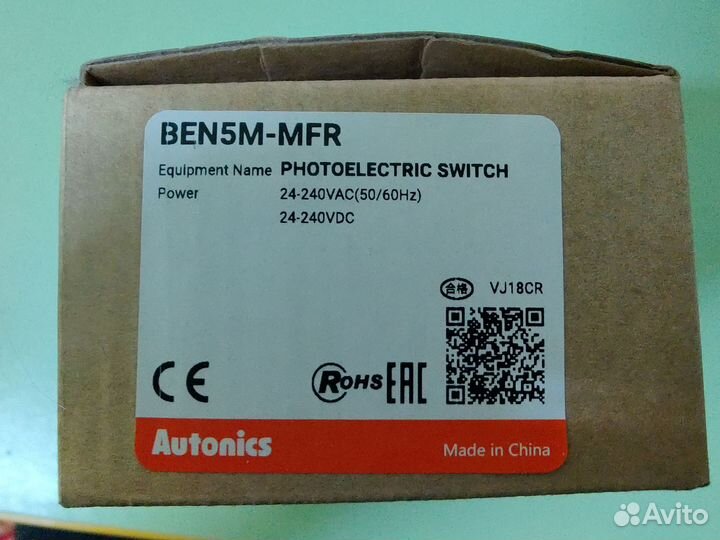 BEN5M-MFR
Equipment Name PHOTOELECTRIC SWITCH
Power 24-240VAC(50/60Hz)
24-240VDC
合格 VJ18CR
CE RoHS EAC
Autonics Made in China
Avito